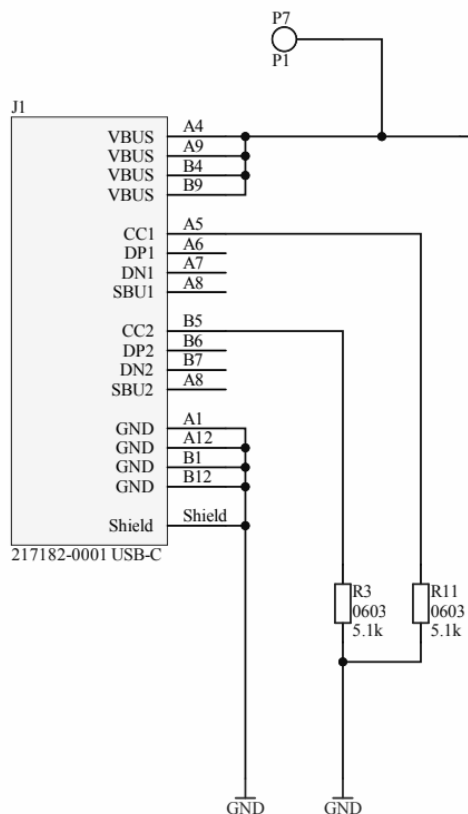 P7
P1
J1
VBUS A4
VBUS A9
VBUS B4
VBUS B9
CC1 A5
DP1 A6
DN1 A7
SBU1 A8
CC2 B5
DP2 B6
DN2 B7
SBU2 A8
GND A1
GND A12
GND B1
GND B12
Shield Shield
217182-0001 USB-C
R3
0603
5.1k
R11
0603
5.1k
GND
GND